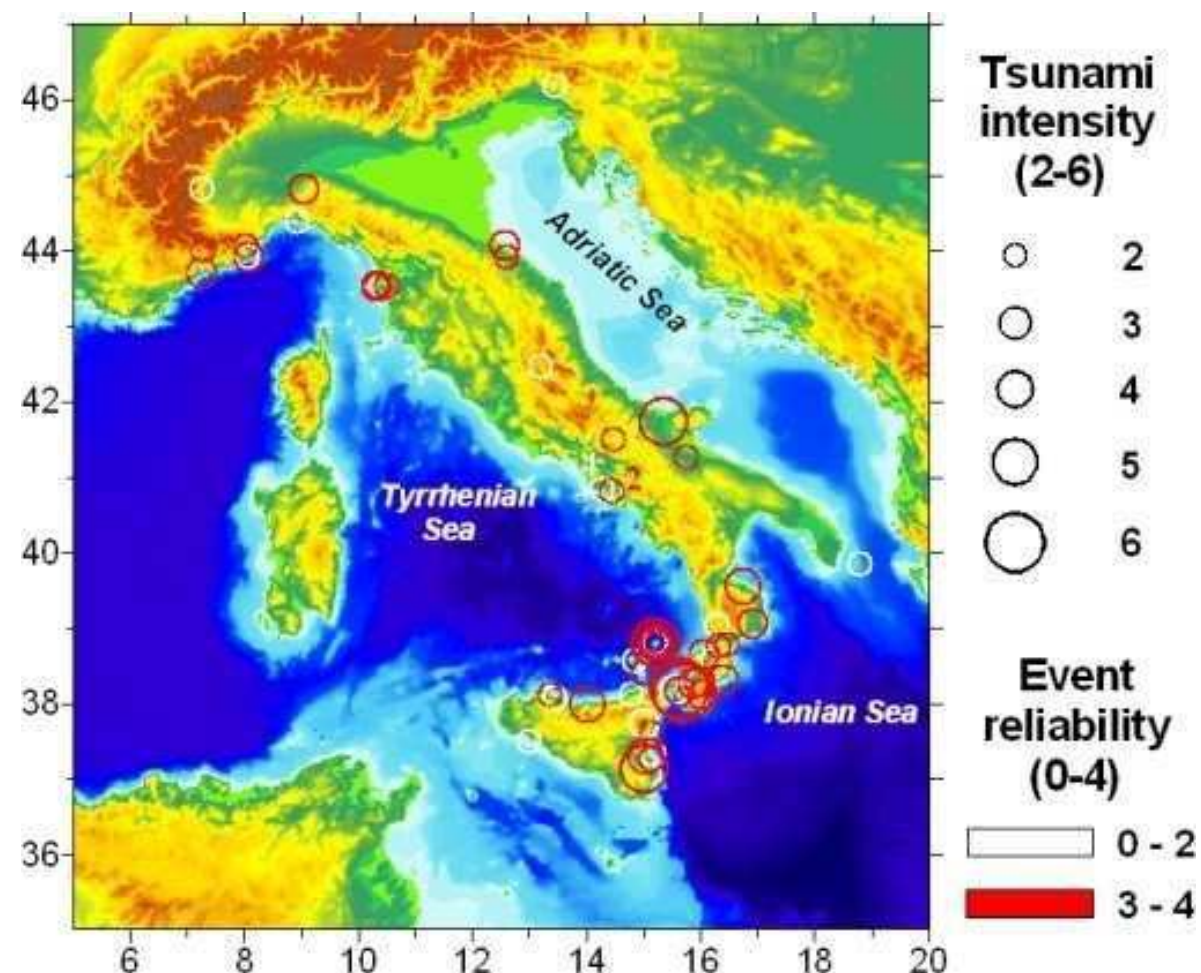 46
44
42
40
38
36
6 8 10 12 14 16 18 20
Adriatic Sea
Tyrrhenian
Sea
Ionian Sea
2
Tsunami
intensity
(2-6)
2
3
4
5
6
Event
reliability
(0-4)
0 - 2
3 - 4